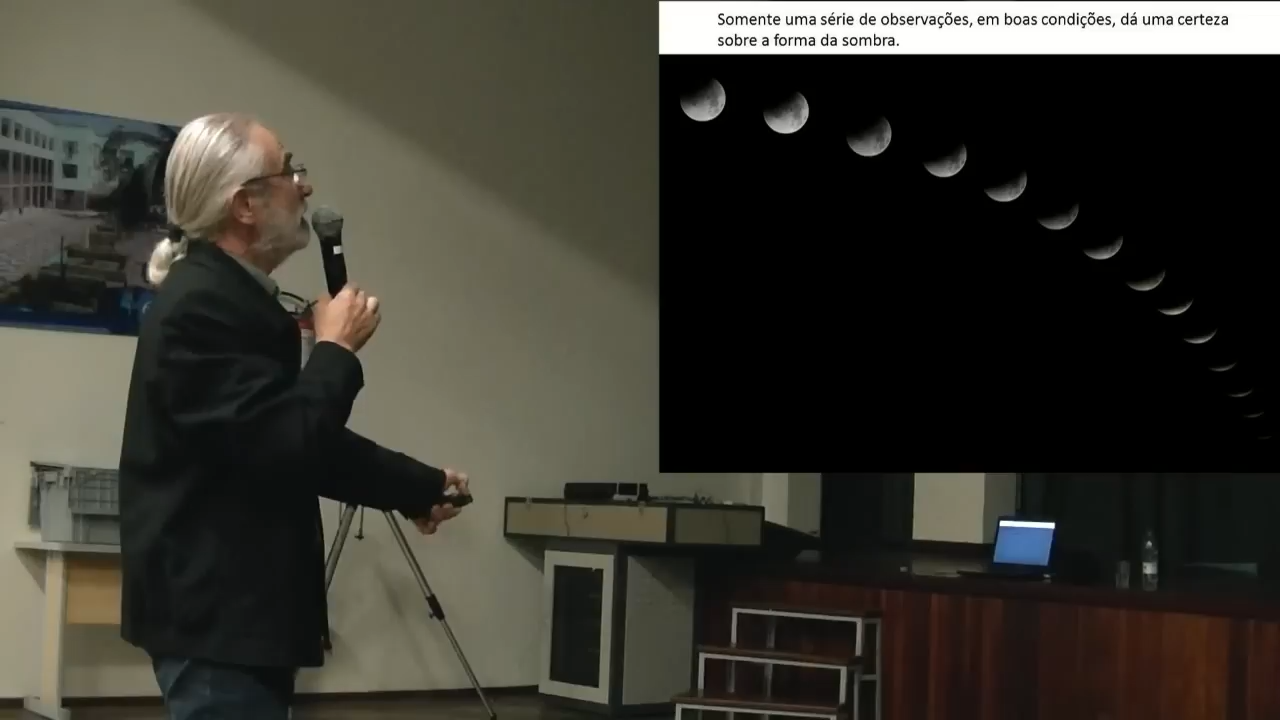 Somente uma série de observações, em boas condições, dá uma certeza
sobre a forma da sombra.